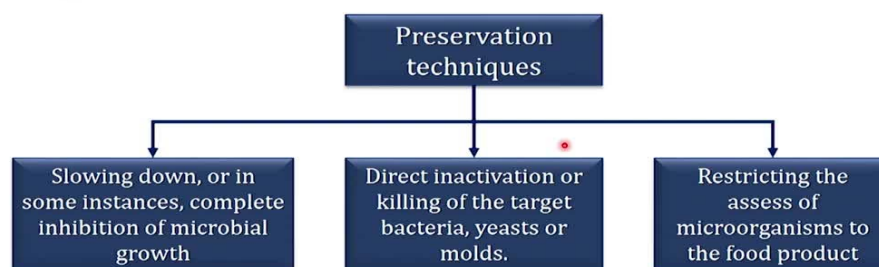 Preservation
techniques
Slowing down, or in
some instances, complete
inhibition of microbial
growth
Direct inactivation or
killing of the target
bacteria, yeasts or
molds.
Restricting the
assess of
microorganisms to
the food product